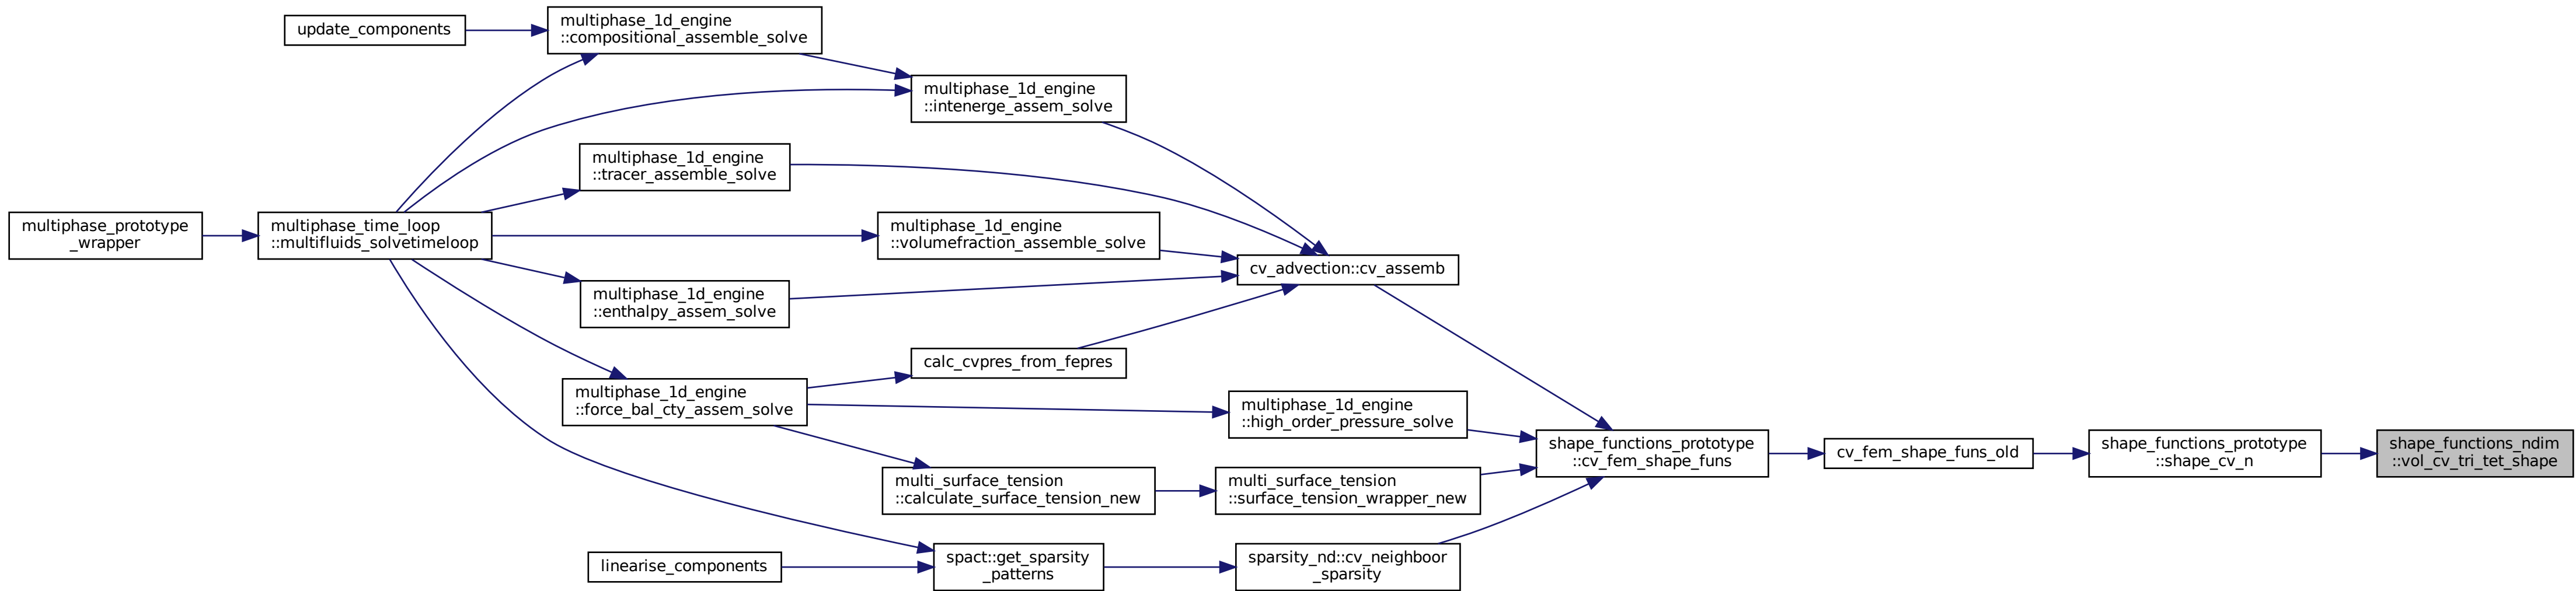 update_components
multiphase_1d_engine
::compositional_assemble_solve
multiphase_1d_engine
::intenerge_assem_solve
multiphase_1d_engine
::tracer_assemble_solve
multiphase_prototype
_wrapper
multiphase_time_loop
::multifluids_solvetimeloop
multiphase_1d_engine
::volumefraction_assemble_solve
cv_advection::cv_assemb
multiphase_1d_engine
::enthalpy_assem_solve
calc_cvpres_from_fepres
multiphase_1d_engine
::force_bal_cty_assem_solve
multiphase_1d_engine
::high_order_pressure_solve
shape_functions_prototype
::cv_fem_shape_funs
cv_fem_shape_funs_old
shape_functions_prototype
::shape_cv_n
shape_functions_ndim
::vol_cv_tri_tet_shape
multi_surface_tension
::calculate_surface_tension_new
multi_surface_tension
::surface_tension_wrapper_new
linearise_components
spact::get_sparsity
_patterns
sparsity_nd::cv_neighboor
_sparsity